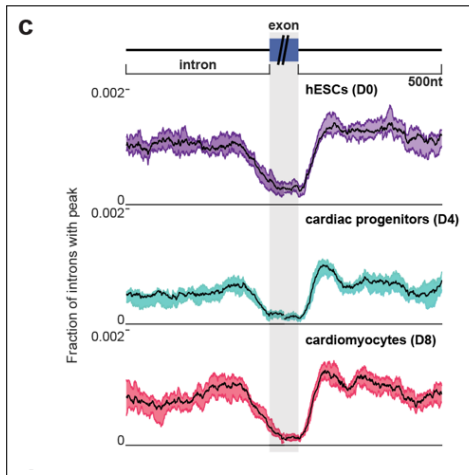 C
exon
intron
500nt
hESCs (D0)
0.002
0
cardiac progenitors (D4)
0.002
0
cardiomyocytes (D8)
0.002
0
Fraction of introns with peak